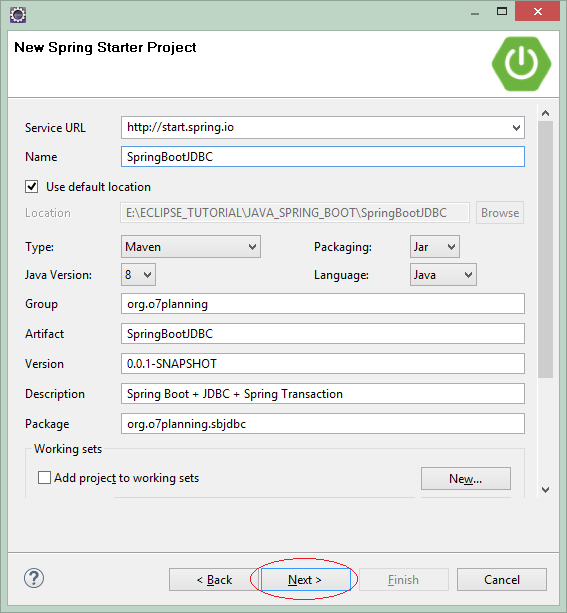 New Spring Starter Project
Service URL http://start.spring.io
Name SpringBootJDBC
Use default location
Location E:\ECLIPSE_TUTORIAL\JAVA_SPRING_BOOT\SpringBootJDBC Browse
Type: Maven Packaging: Jar
Java Version: 8 Language: Java
Group org.o7planning
Artifact SpringBootJDBC
Version 0.0.1-SNAPSHOT
Description Spring Boot + JDBC + Spring Transaction
Package org.o7planning.sbjdbc
Working sets
Add project to working sets New...
? < Back Next > Finish Cancel